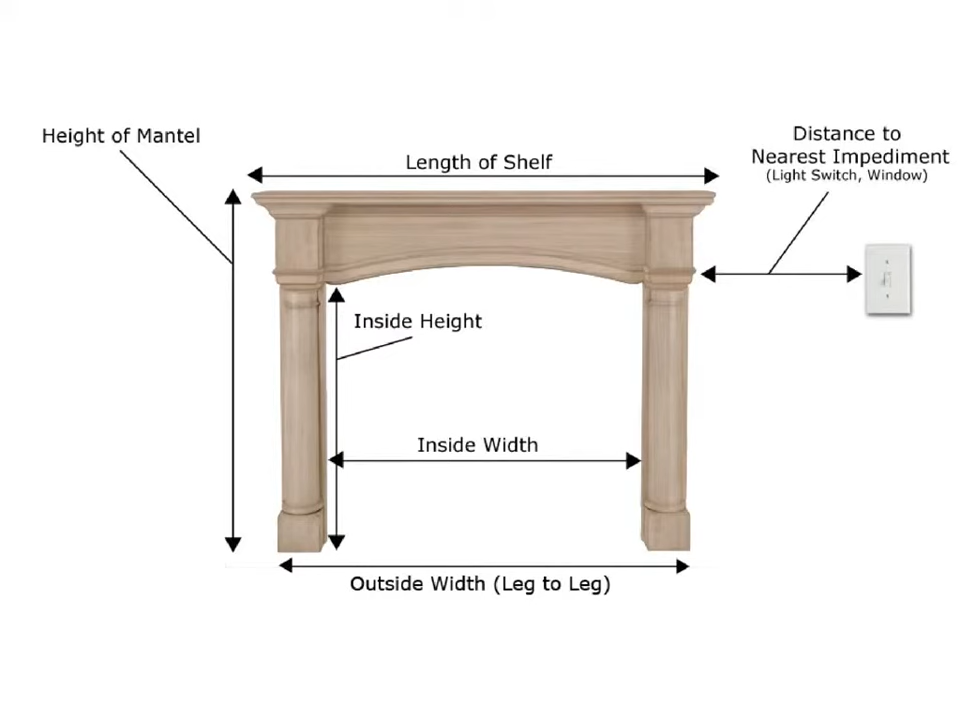 Height of Mantel
Length of Shelf
Distance to
Nearest Impediment
(Light Switch, Window)
Inside Height
Inside Width
Outside Width (Leg to Leg)